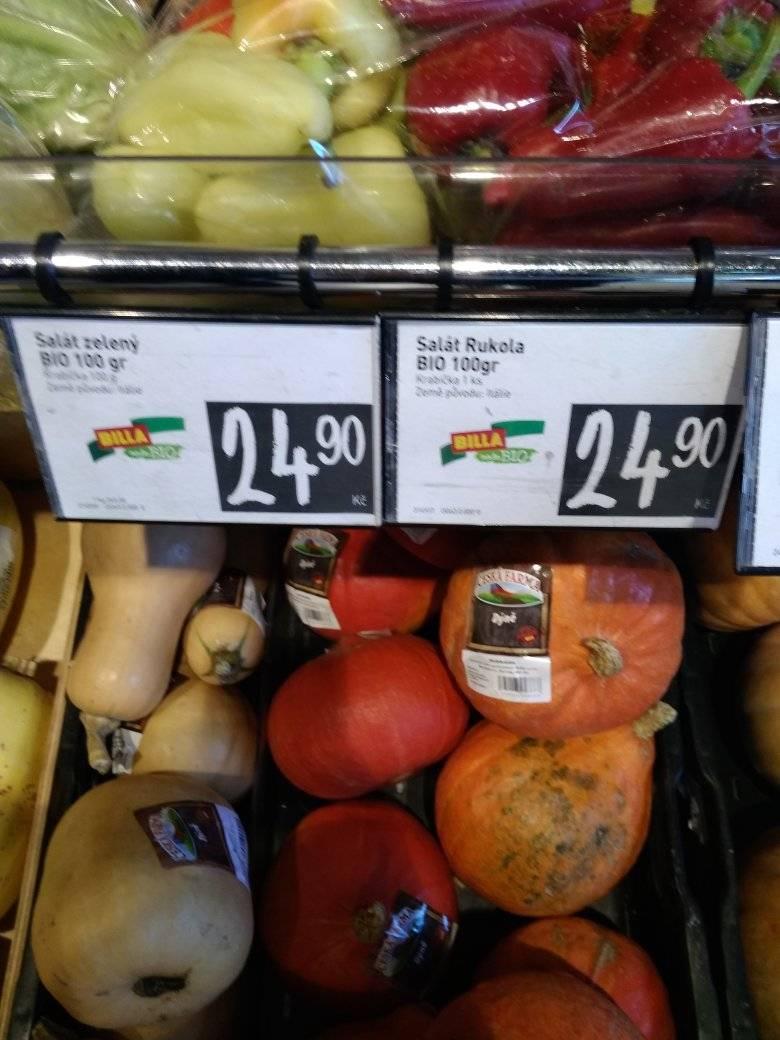 Salát zelený
BIO 100 gr
Krabička 100 g
Země původu: Itálie
BILLA
BIO!
24 90
Kč
Salát Rukola
BIO 100gr
Krabička 1 ks
Země původu: Itálie
BILLA
BIO!
24 90
Kč
ČESKÁ FARMA
Dýně